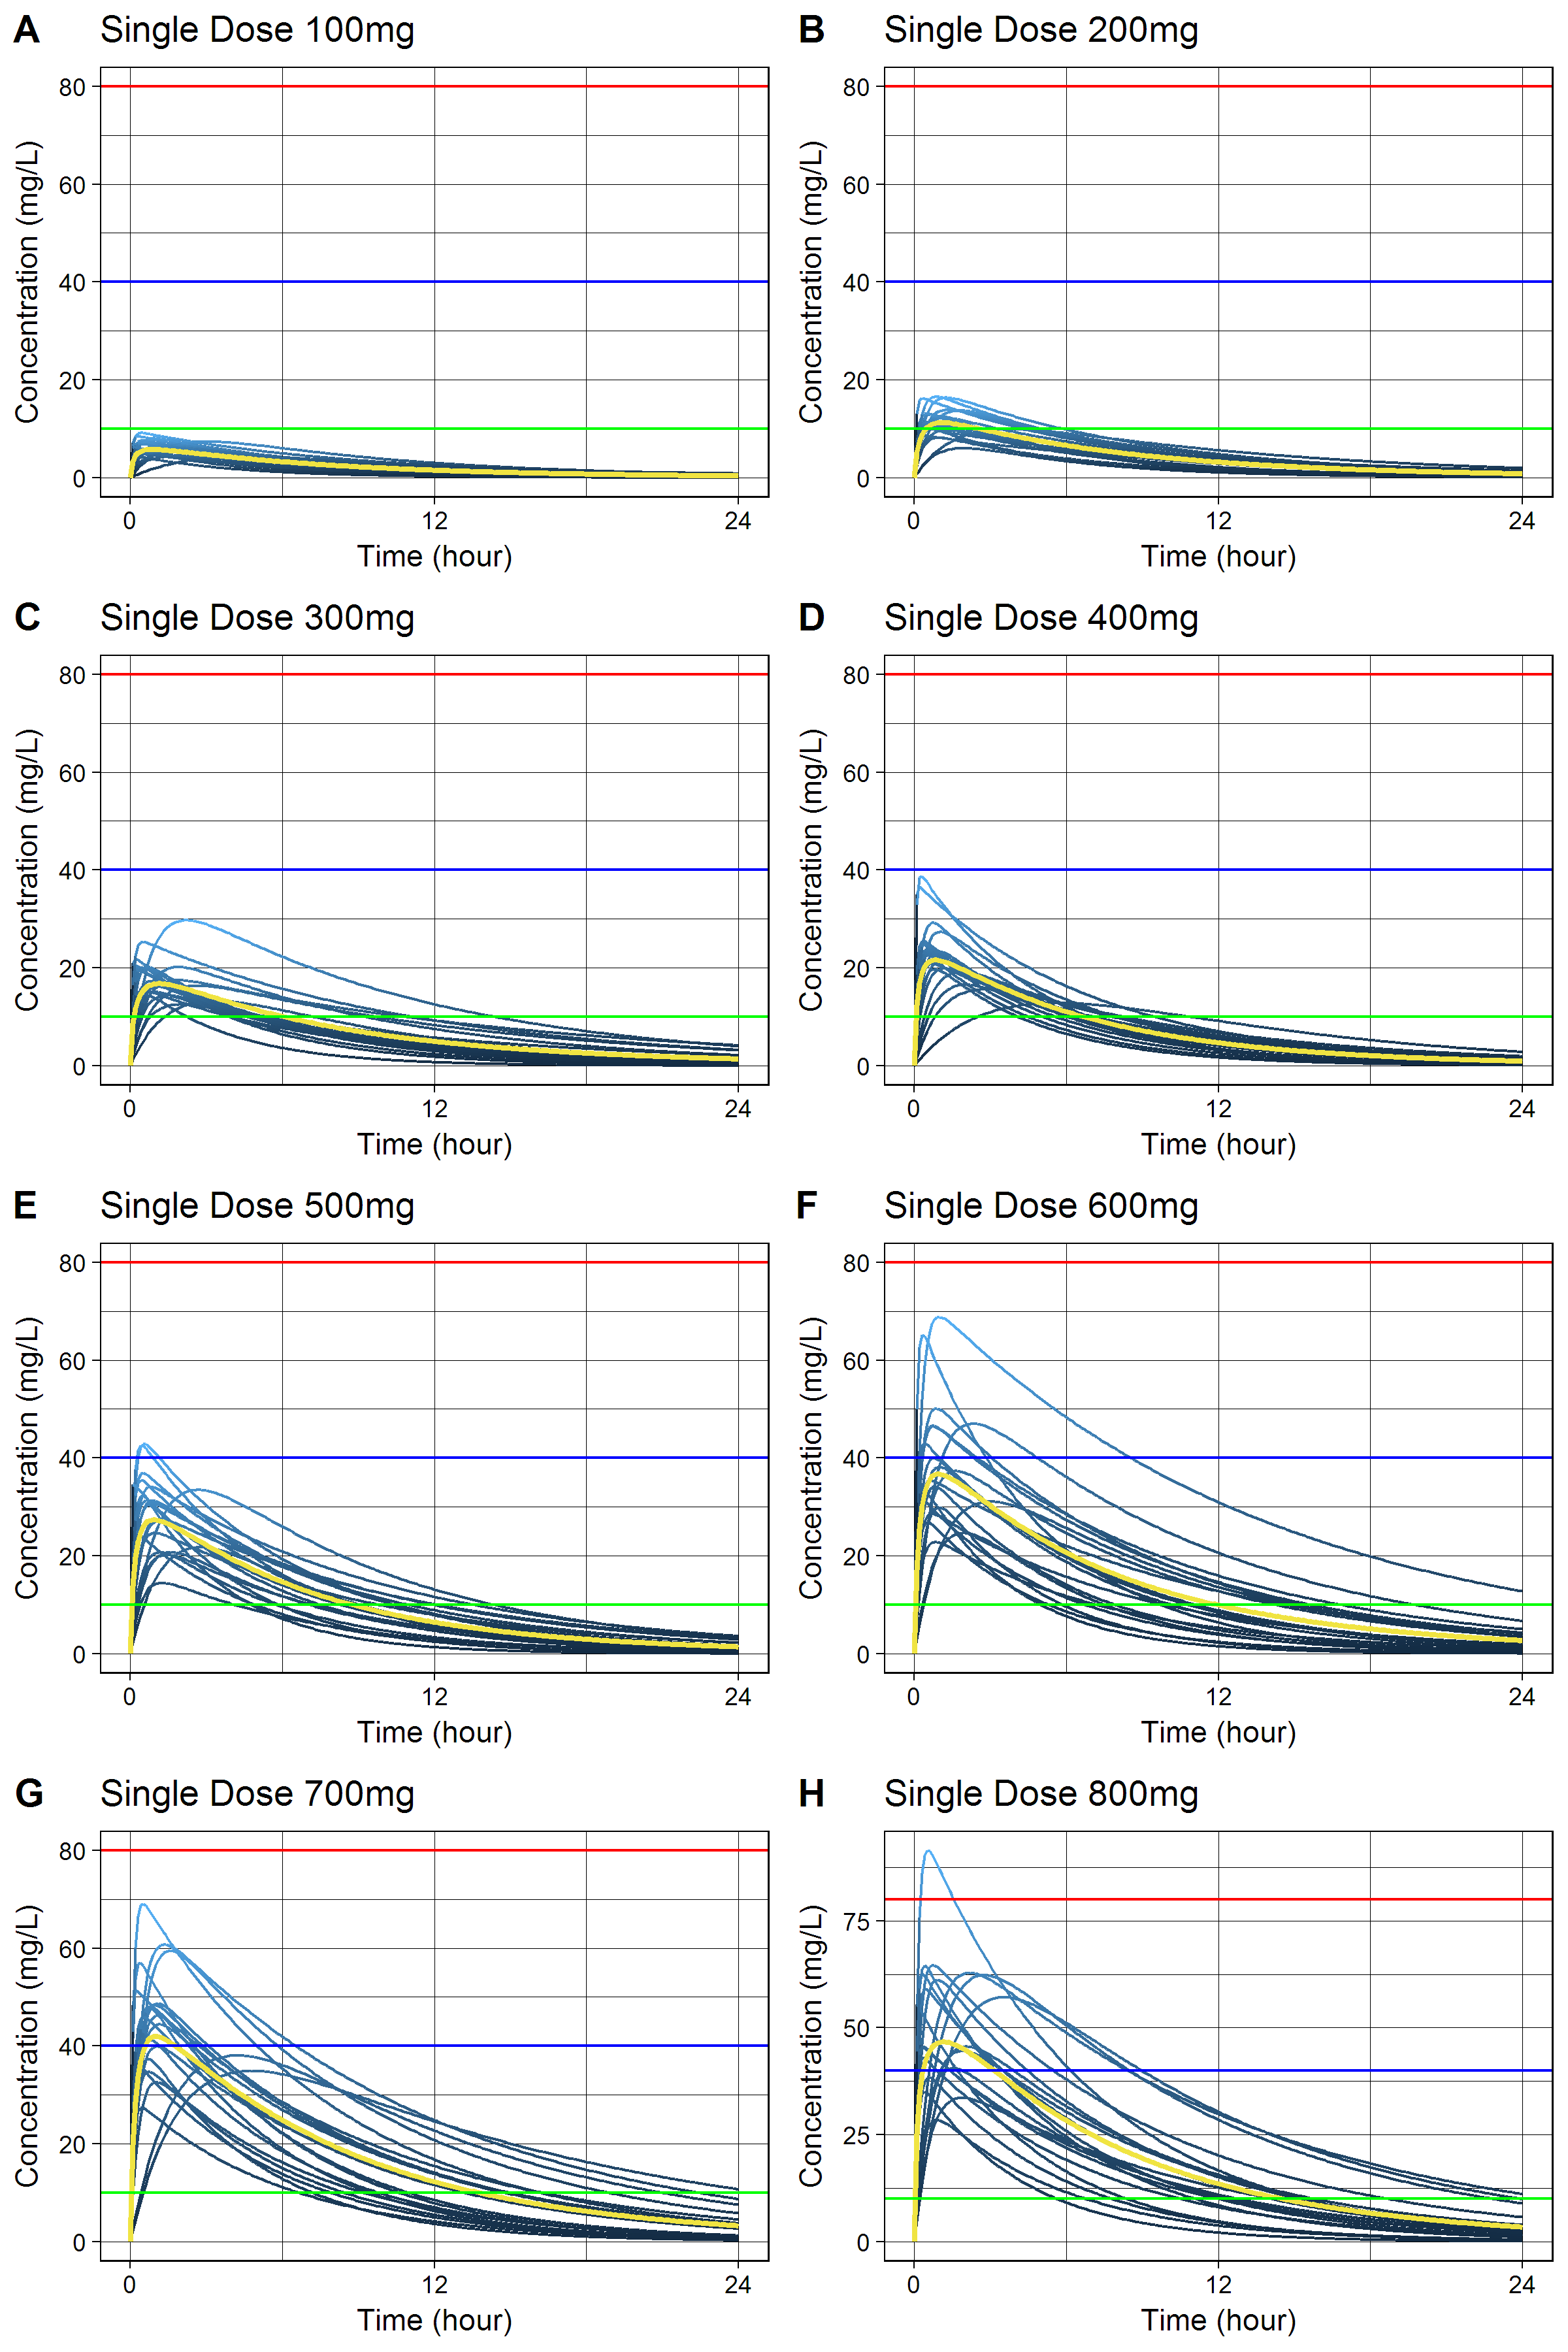 A Single Dose 100mg
80
60
40
20
0
Concentration (mg/L)
0 12 24
Time (hour)
B Single Dose 200mg
80
60
40
20
0
Concentration (mg/L)
0 12 24
Time (hour)
C Single Dose 300mg
80
60
40
20
0
Concentration (mg/L)
0 12 24
Time (hour)
D Single Dose 400mg
80
60
40
20
0
Concentration (mg/L)
0 12 24
Time (hour)
E Single Dose 500mg
80
60
40
20
0
Concentration (mg/L)
0 12 24
Time (hour)
F Single Dose 600mg
80
60
40
20
0
Concentration (mg/L)
0 12 24
Time (hour)
G Single Dose 700mg
80
60
40
20
0
Concentration (mg/L)
0 12 24
Time (hour)
H Single Dose 800mg
75
50
25
0
Concentration (mg/L)
0 12 24
Time (hour)